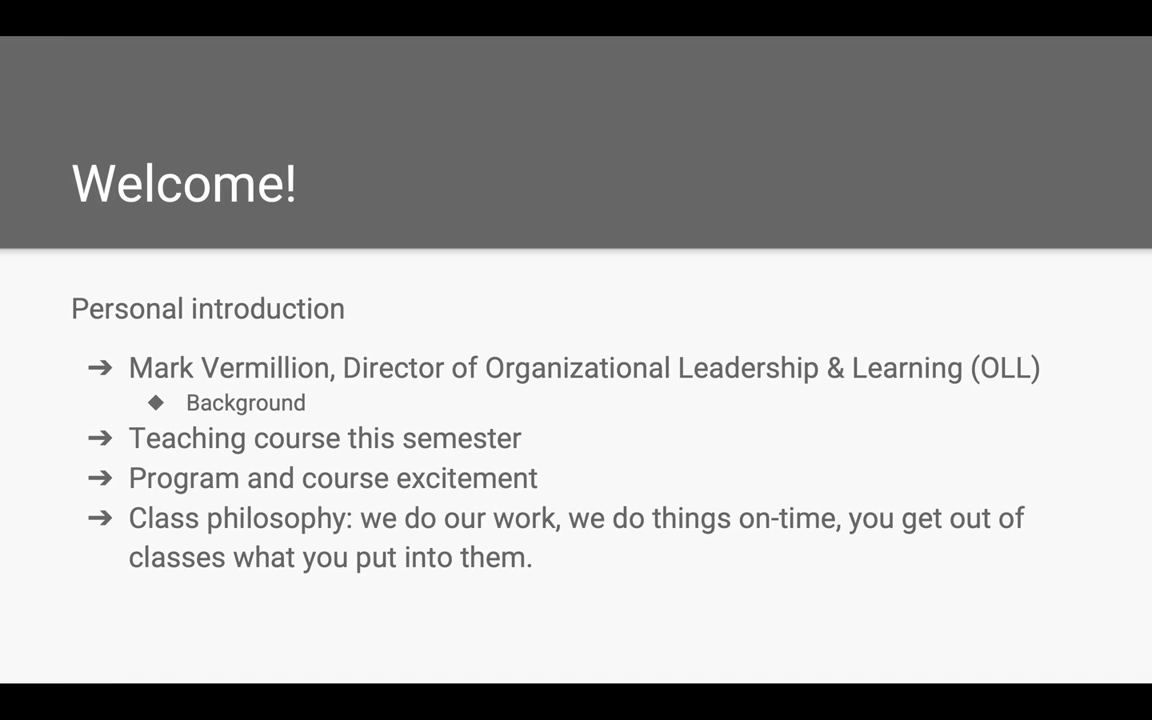 Welcome!
Personal introduction
➔ Mark Vermillion, Director of Organizational Leadership & Learning (OLL)
◆ Background
➔ Teaching course this semester
➔ Program and course excitement
➔ Class philosophy: we do our work, we do things on-time, you get out of
classes what you put into them.